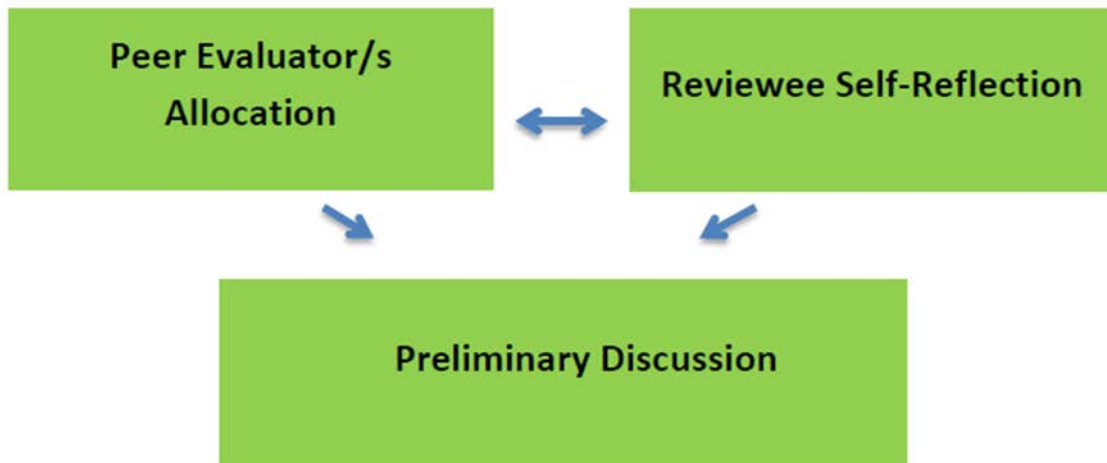 Peer Evaluator/s
Allocation
Reviewee Self-Reflection
Preliminary Discussion